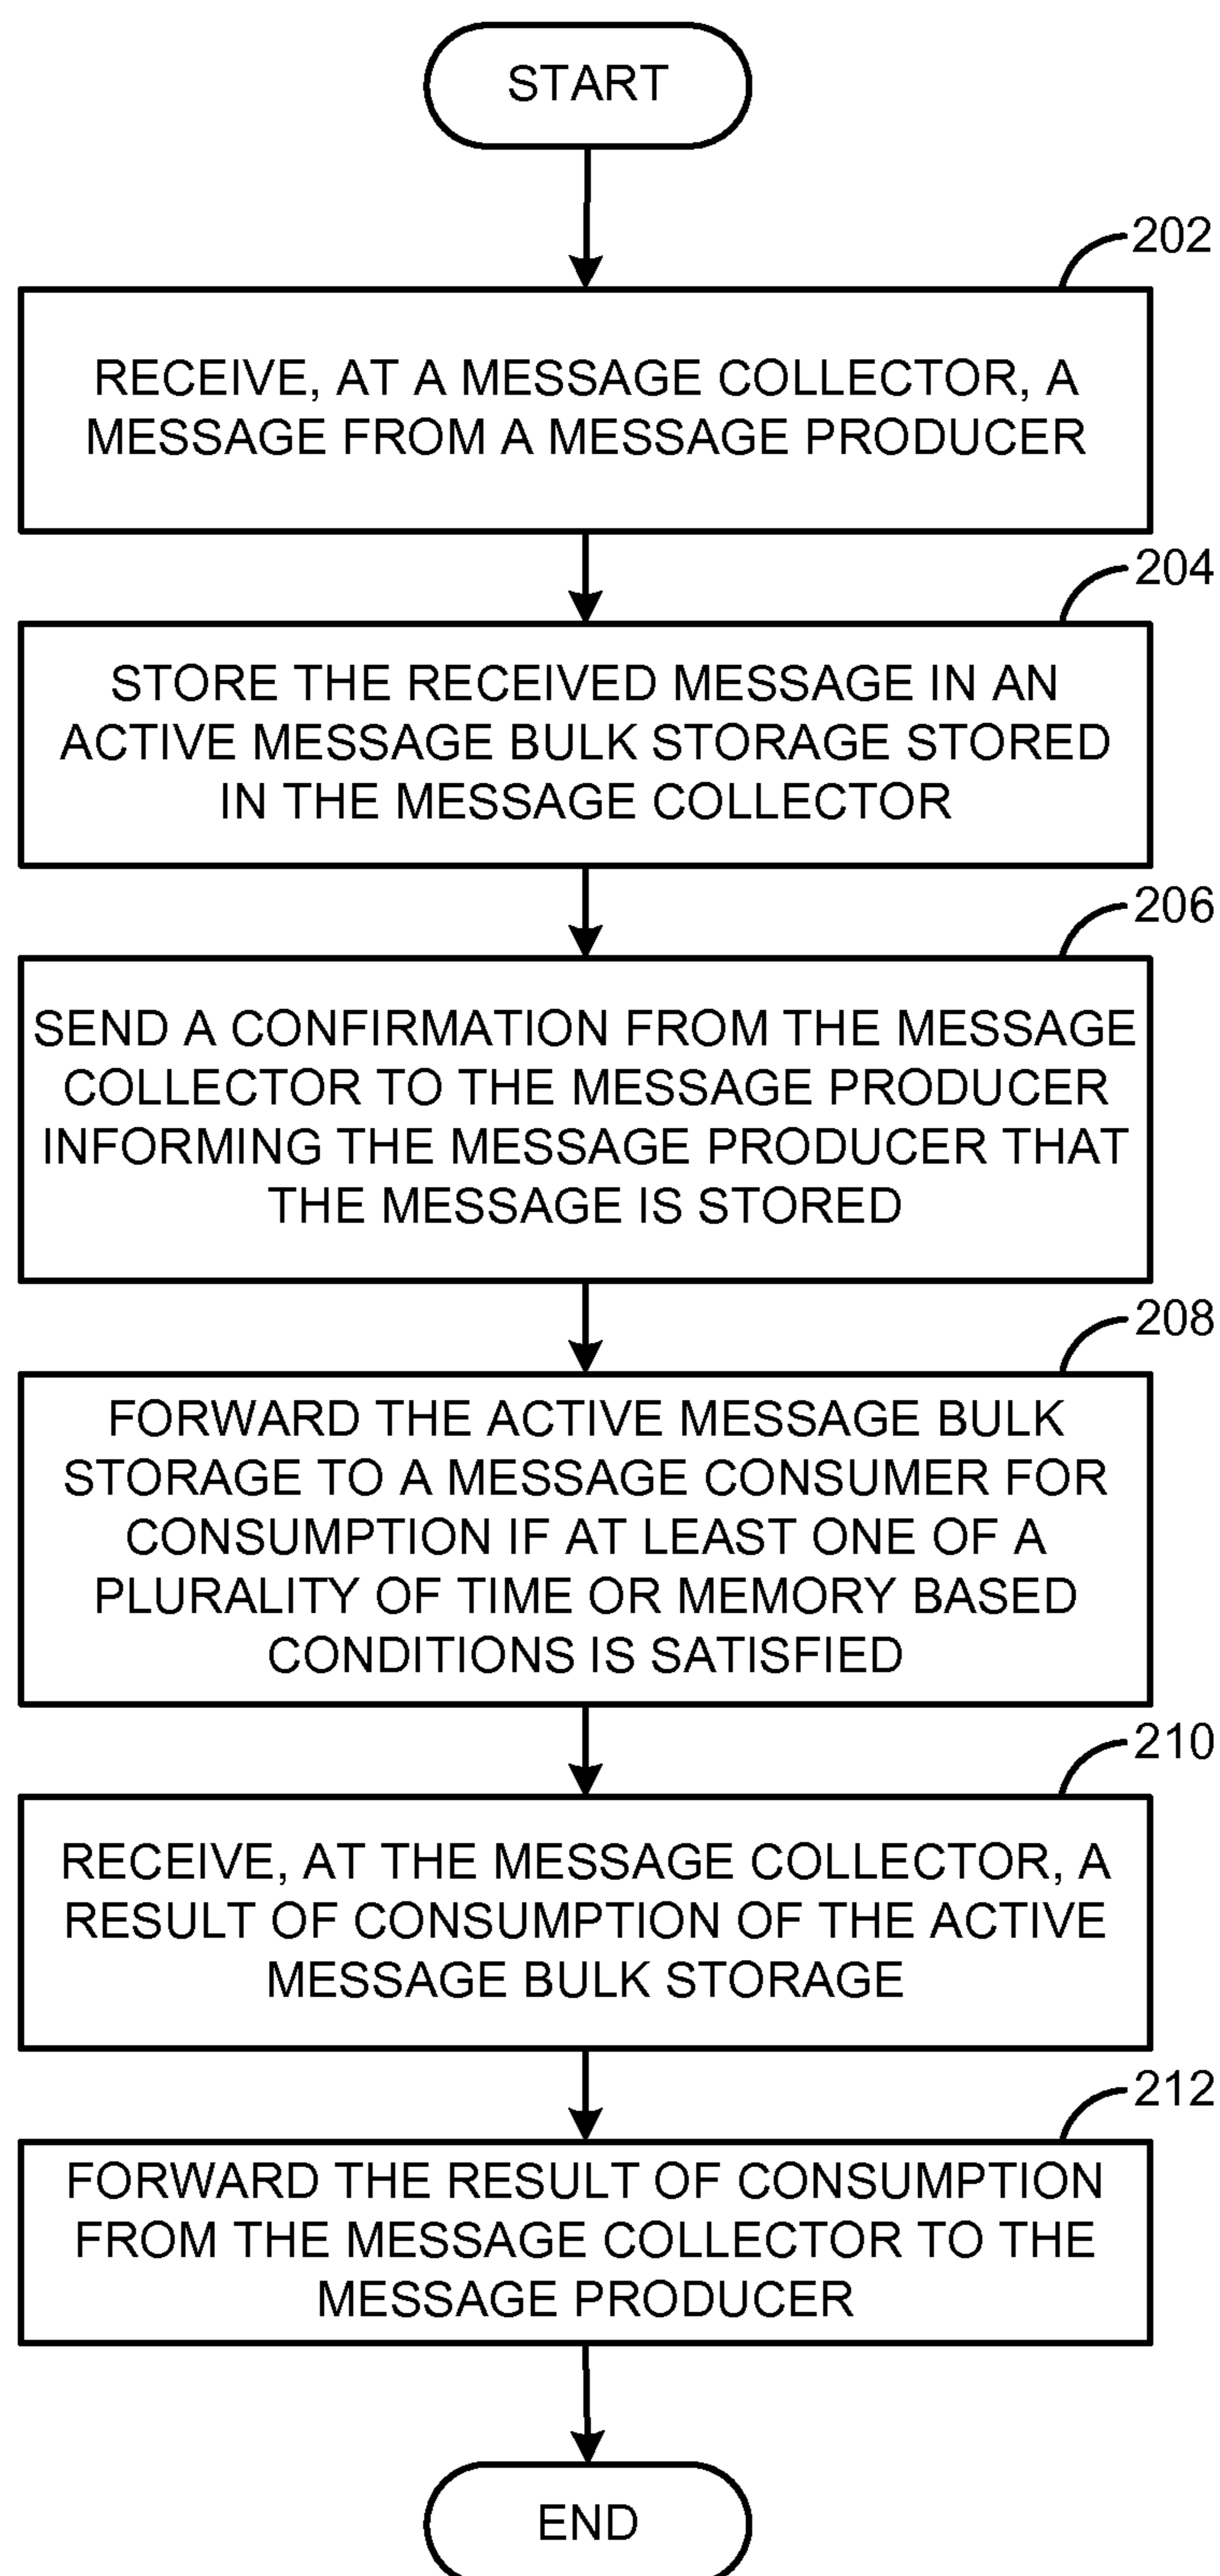 START
202
RECEIVE, AT A MESSAGE COLLECTOR, A
MESSAGE FROM A MESSAGE PRODUCER
204
STORE THE RECEIVED MESSAGE IN AN
ACTIVE MESSAGE BULK STORAGE STORED
IN THE MESSAGE COLLECTOR
206
SEND A CONFIRMATION FROM THE MESSAGE
COLLECTOR TO THE MESSAGE PRODUCER
INFORMING THE MESSAGE PRODUCER THAT
THE MESSAGE IS STORED
208
FORWARD THE ACTIVE MESSAGE BULK
STORAGE TO A MESSAGE CONSUMER FOR
CONSUMPTION IF AT LEAST ONE OF A
PLURALITY OF TIME OR MEMORY BASED
CONDITIONS IS SATISFIED
210
RECEIVE, AT THE MESSAGE COLLECTOR, A
RESULT OF CONSUMPTION OF THE ACTIVE
MESSAGE BULK STORAGE
212
FORWARD THE RESULT OF CONSUMPTION
FROM THE MESSAGE COLLECTOR TO THE
MESSAGE PRODUCER
END